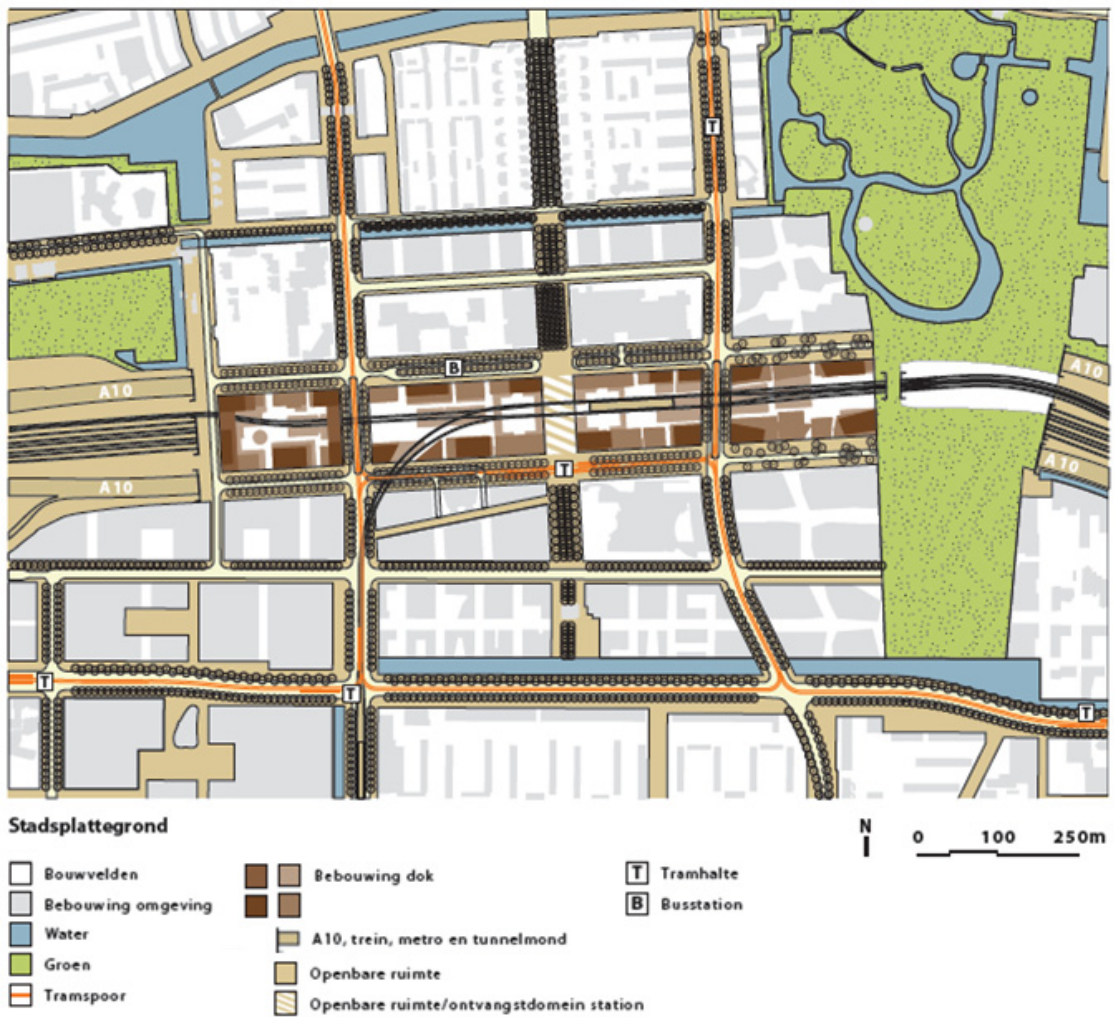 T
B
A10
A10
T
A10
A10
T
T
T
Stadsplattegrond
N
0 100 250m
Bouwvelden
Bebouwing omgeving
Water
Groen
Tramspoor
Bebouwing dok
A10, trein, metro en tunnelmond
Openbare ruimte
Openbare ruimte/ontvangstdomein station
T Tramhalte
B Busstation